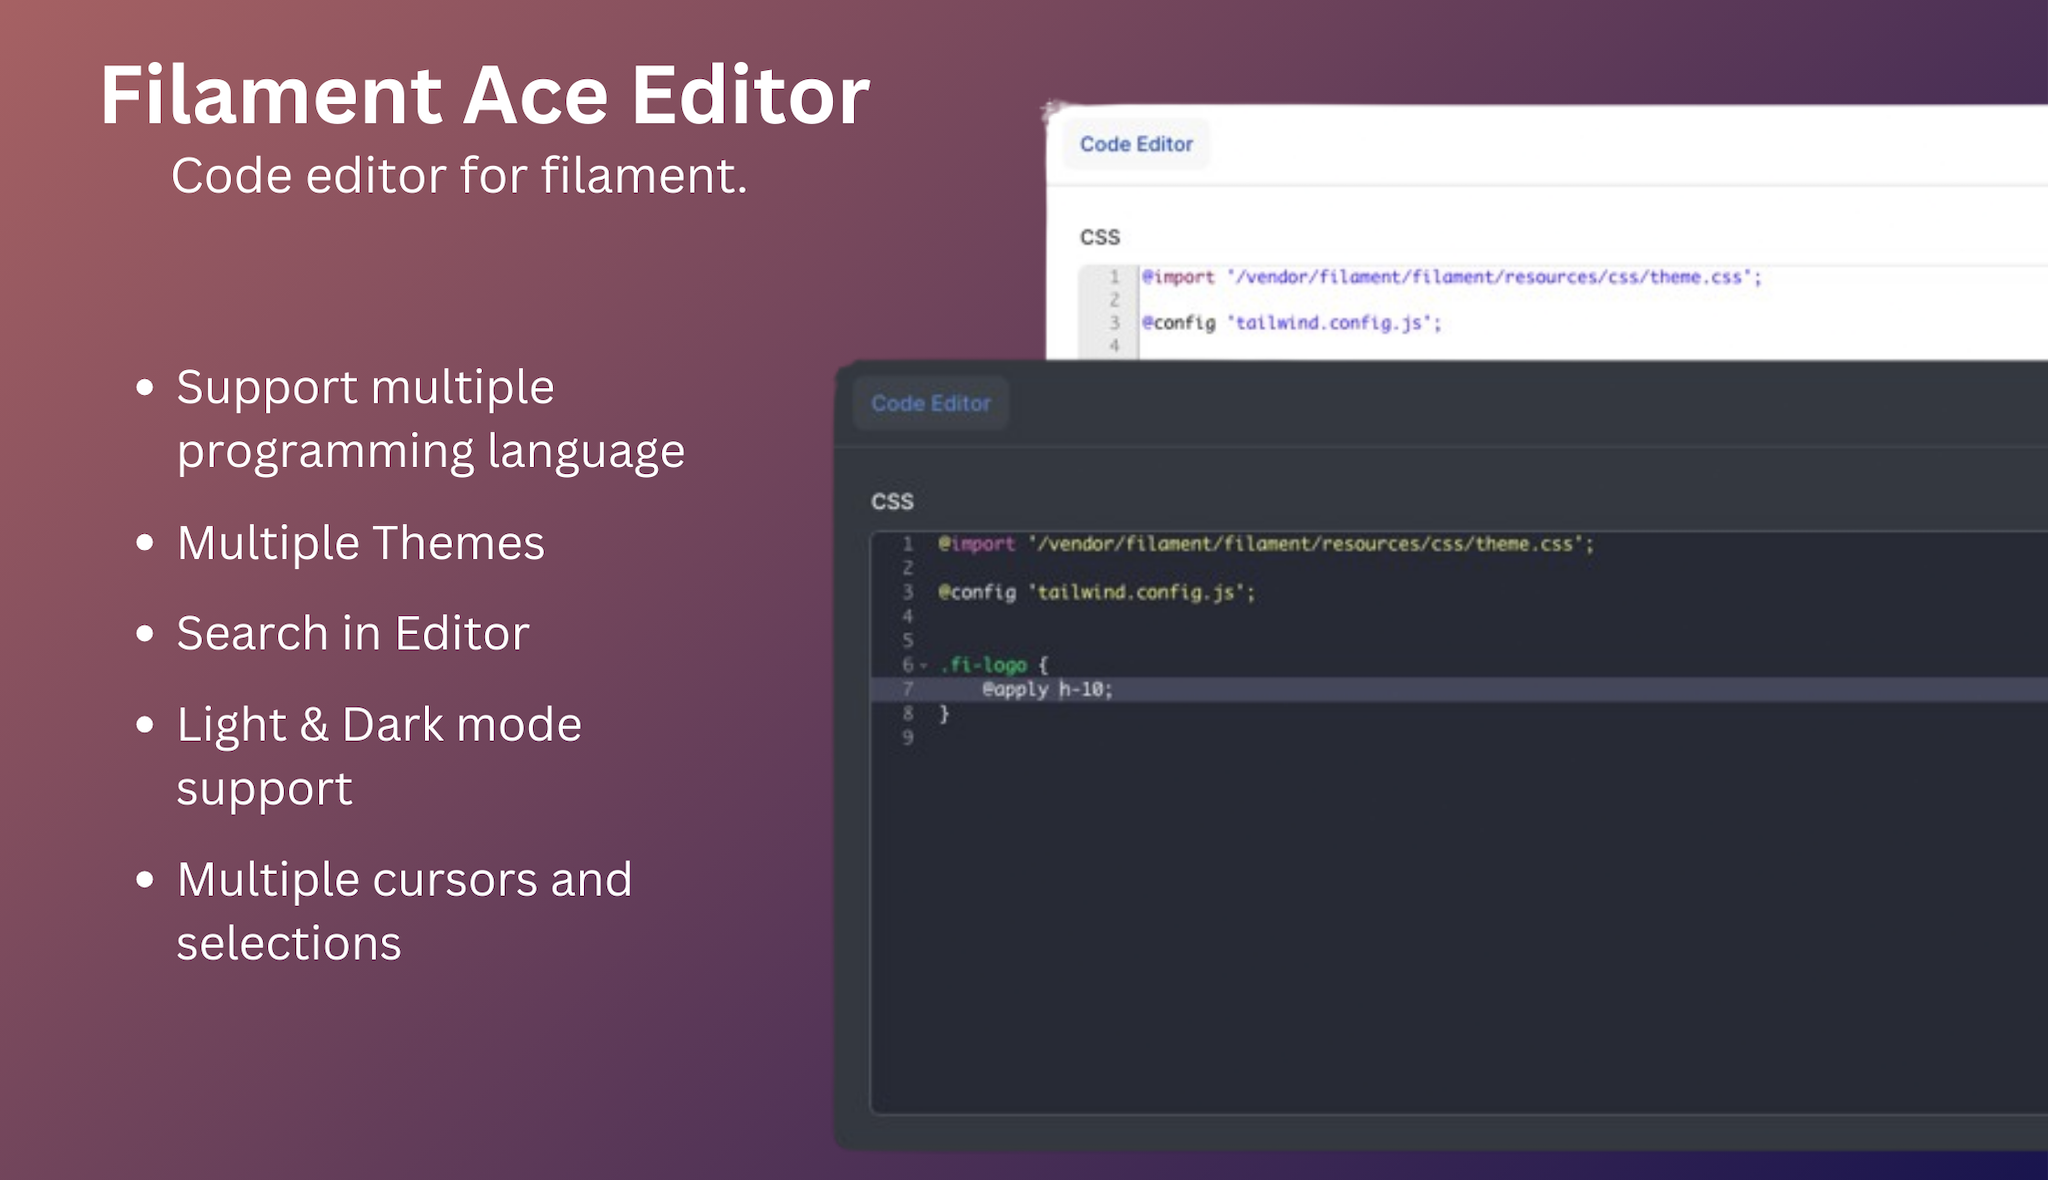 Filament Ace Editor
Code editor for filament.
• Support multiple
programming language
• Multiple Themes
• Search in Editor
• Light & Dark mode
support
• Multiple cursors and
selections
Code Editor
CSS
1 @import '/vendor/filament/filament/resources/css/theme.css';
2
3 @config 'tailwind.config.js';
4
Code Editor
CSS
1 @import '/vendor/filament/filament/resources/css/theme.css';
2
3 @config 'tailwind.config.js';
4
5
6 .fi-logo {
7 @apply h-10;
8 }
9